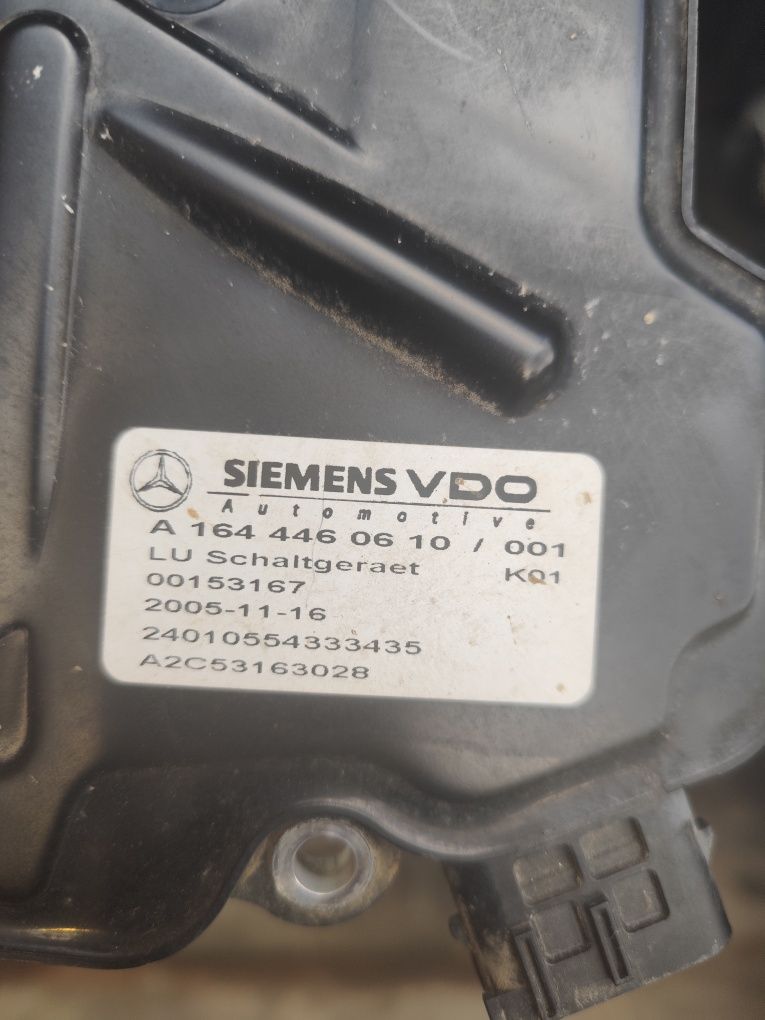 SIEMENS VDO
Automotive
A 164 446 06 10 / 001
LU Schaltgeraet K01
00153167
2005-11-16
24010554333435
A2C53163028